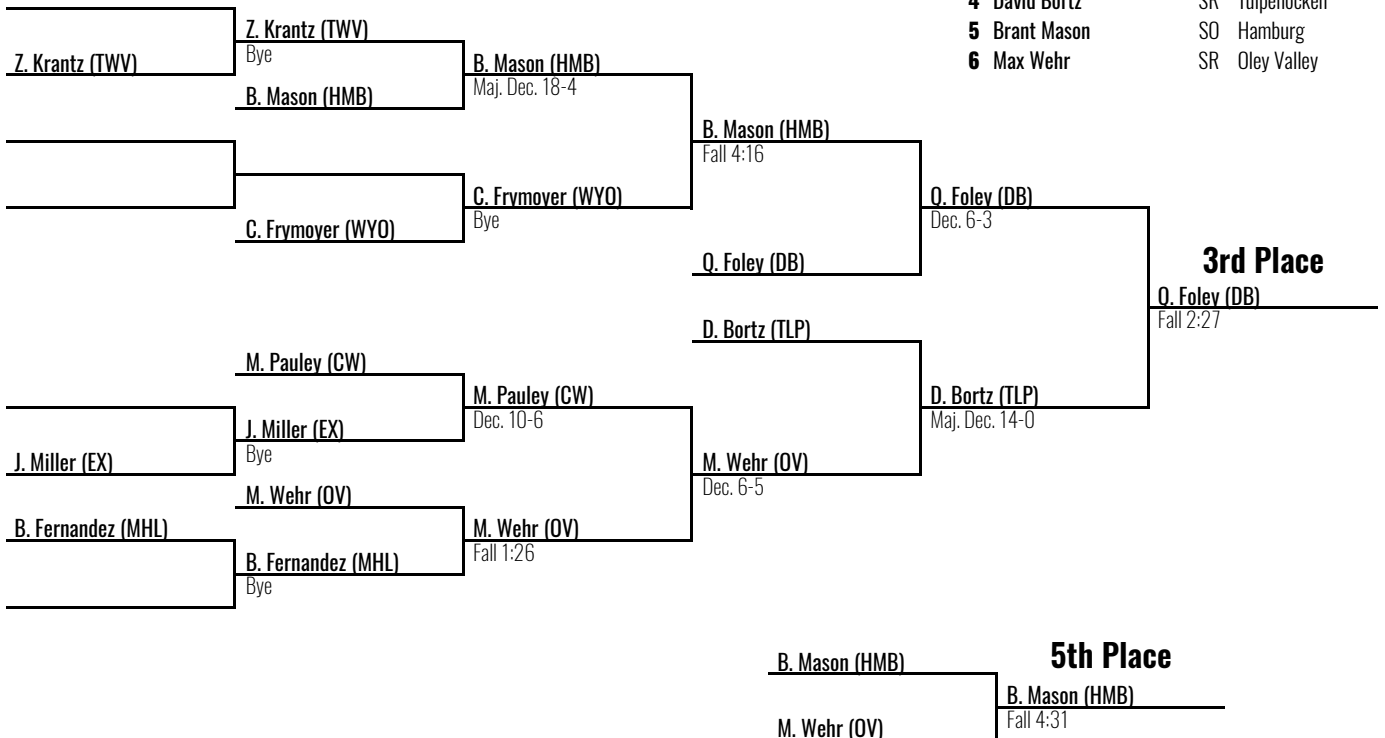 4 David Bortz SR Tulpehocken
5 Brant Mason SO Hamburg
6 Max Wehr SR Oley Valley
Z. Krantz (TWV)
Z. Krantz (TWV)
Bye
B. Mason (HMB)
B. Mason (HMB)
Maj. Dec. 18-4
B. Mason (HMB)
Fall 4:16
C. Frymoyer (WYO)
C. Frymoyer (WYO)
Bye
Q. Foley (DB)
Q. Foley (DB)
Dec. 6-3
3rd Place
Q. Foley (DB)
Fall 2:27
D. Bortz (TLP)
D. Bortz (TLP)
Maj. Dec. 14-0
M. Pauley (CW)
M. Pauley (CW)
Dec. 10-6
J. Miller (EX)
J. Miller (EX)
Bye
M. Wehr (OV)
Dec. 6-5
M. Wehr (OV)
M. Wehr (OV)
Fall 1:26
B. Fernandez (MHL)
B. Fernandez (MHL)
Bye
5th Place
B. Mason (HMB)
B. Mason (HMB)
Fall 4:31
M. Wehr (OV)